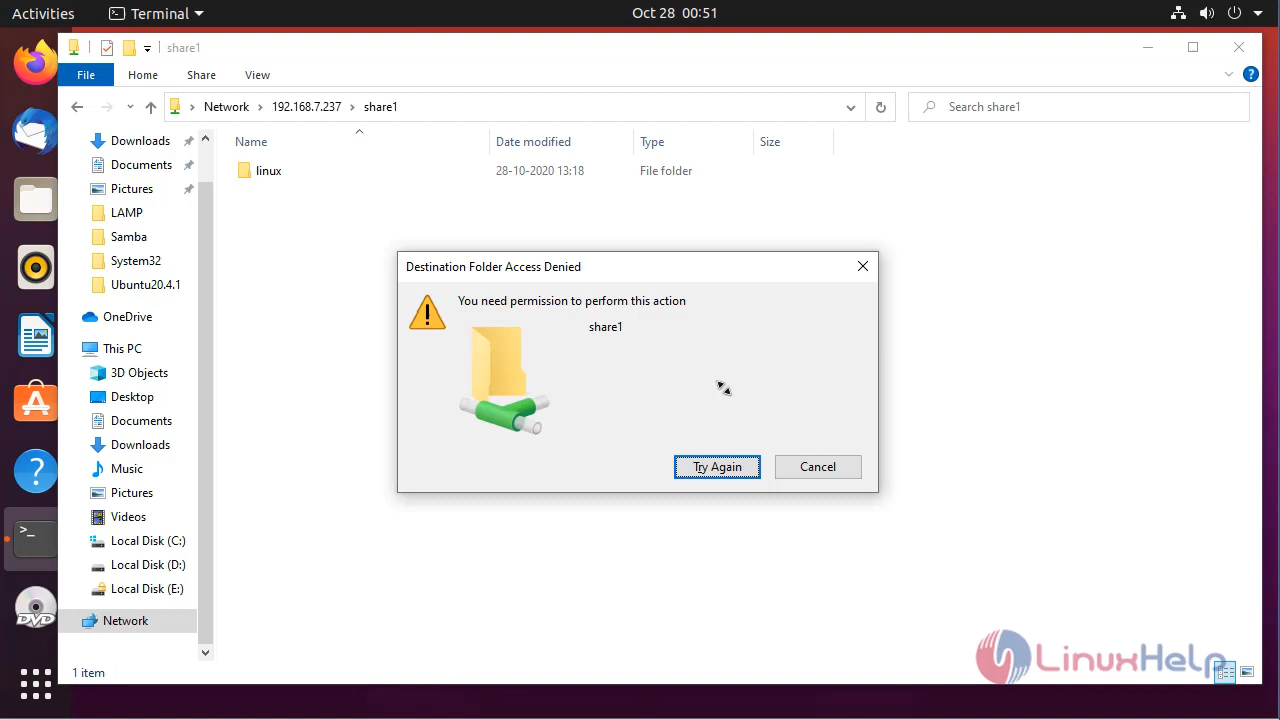 Activities
Terminal
Oct 28 00:51
share1
File
Home
Share
View
?
Network
192.168.7.237
share1
Search share1
Downloads
Documents
Pictures
LAMP
Samba
System32
Ubuntu20.4.1
OneDrive
This PC
3D Objects
Desktop
Documents
Downloads
Music
Pictures
Videos
Local Disk (C:)
Local Disk (D:)
Local Disk (E:)
Network
Name
Date modified
Type
Size
linux
28-10-2020 13:18
File folder
Destination Folder Access Denied
!
You need permission to perform this action
share1
Try Again
Cancel
A
?
>_
DVD
1 item
LinuxHelp